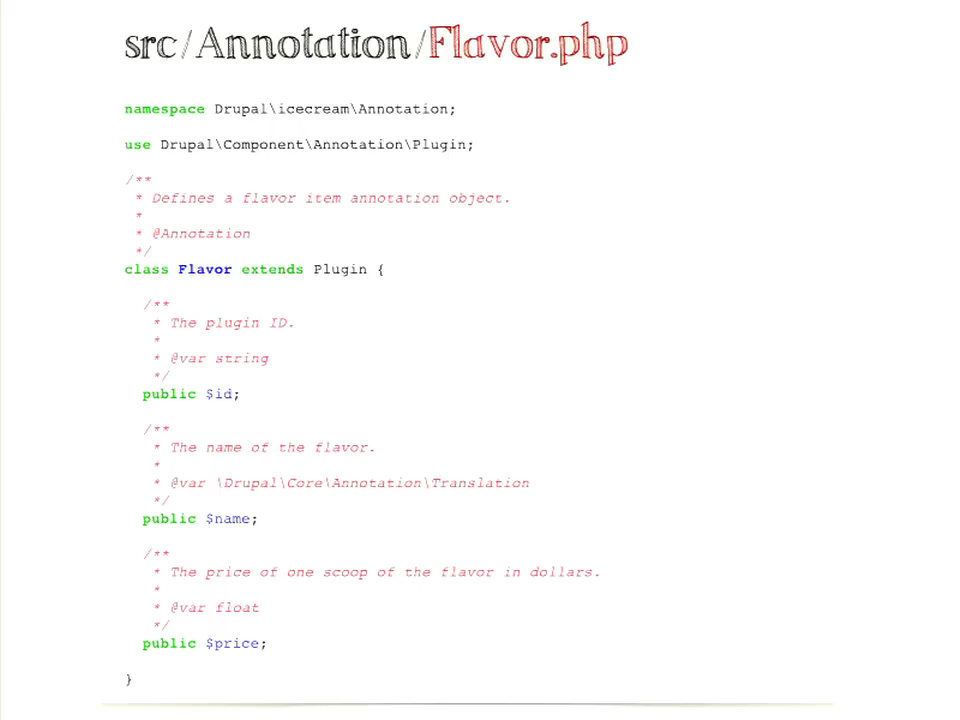 src/Annotation/Flavor.php
namespace Drupal\icecream\Annotation;
use Drupal\Component\Annotation\Plugin;
/**
 * Defines a flavor item annotation object.
 *
 * @Annotation
 */
class Flavor extends Plugin {
  /**
   * The plugin ID.
   *
   * @var string
   */
  public $id;
  /**
   * The name of the flavor.
   *
   * @var \Drupal\Core\Annotation\Translation
   */
  public $name;
  /**
   * The price of one scoop of the flavor in dollars.
   *
   * @var float
   */
  public $price;
}